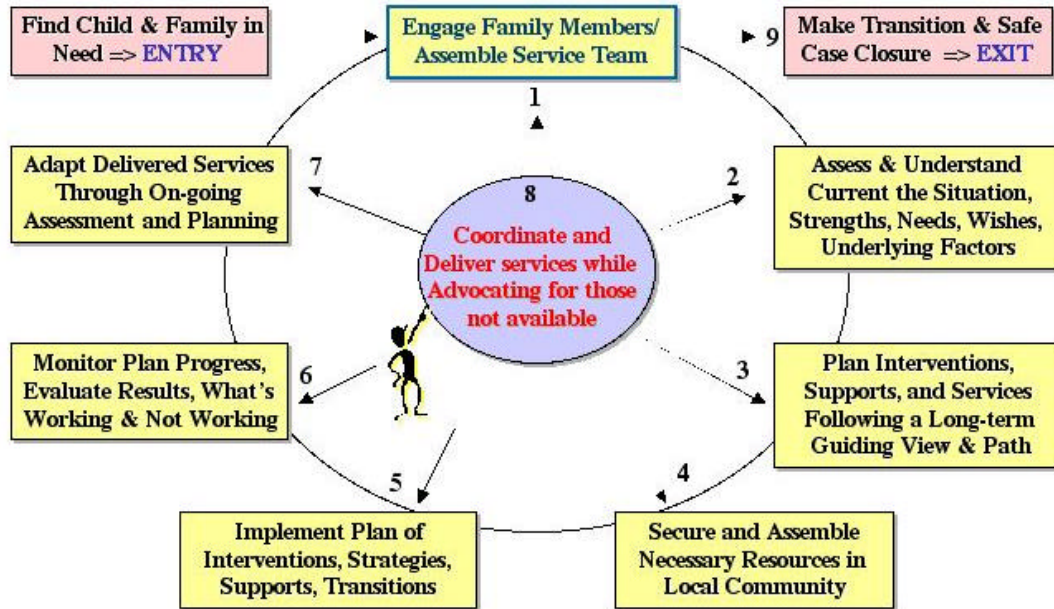 Find Child & Family in
Need => ENTRY
Engage Family Members/
Assemble Service Team
9
Make Transition & Safe
Case Closure => EXIT
1
Adapt Delivered Services
Through On-going
Assessment and Planning
7
8
Coordinate and
Deliver services while
Advocating for those
not available
2
Assess & Understand
Current the Situation,
Strengths, Needs, Wishes,
Underlying Factors
Monitor Plan Progress,
Evaluate Results, What's
Working & Not Working
6
3
Plan Interventions,
Supports, and Services
Following a Long-term
Guiding View & Path
5
Implement Plan of
Interventions, Strategies,
Supports, Transitions
4
Secure and Assemble
Necessary Resources in
Local Community